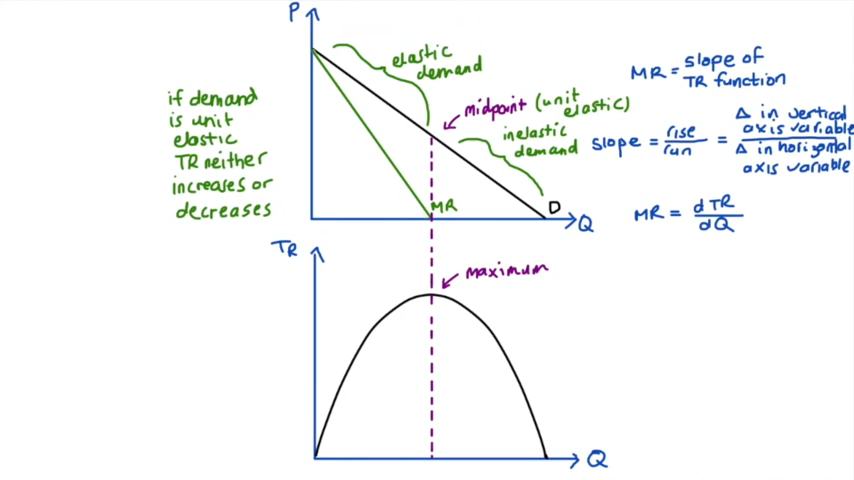 P
elastic
demand
midpoint (unit
elastic)
inelastic
demand
MR
D
Q
if demand
is unit
elastic
TR neither
increases or
decreases
MR = slope of
TR function
slope = rise/run = Δ in vertical
axis variable
Δ in horizontal
axis variable
MR = dTR/dQ
TR
maximum
Q